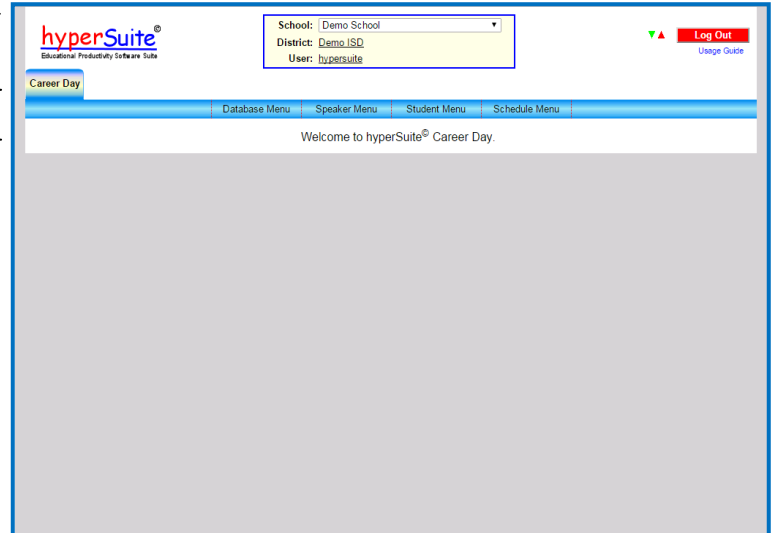 hyperSuite©
Educational Productivity Software Suite
School: Demo School
District: Demo ISD
User: hypersuite
Log Out
Usage Guide
Career Day
Database Menu Speaker Menu Student Menu Schedule Menu
Welcome to hyperSuite© Career Day.